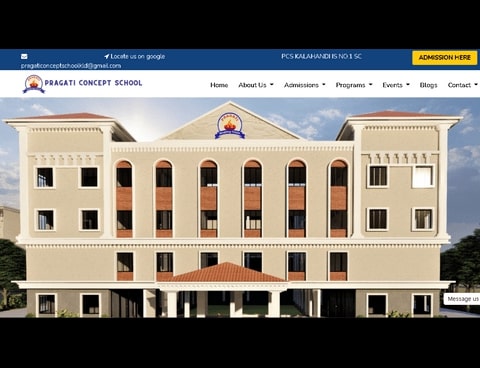 Locate us on google
pragaticonceptschoolkld@gmail.com
PCS KALAHANDI IS NO 1 SC
ADMISSION HERE
PRAGATI CONCEPT SCHOOL
Home About Us Admissions Programs Events Blogs Contact
PRAGATI
Message us